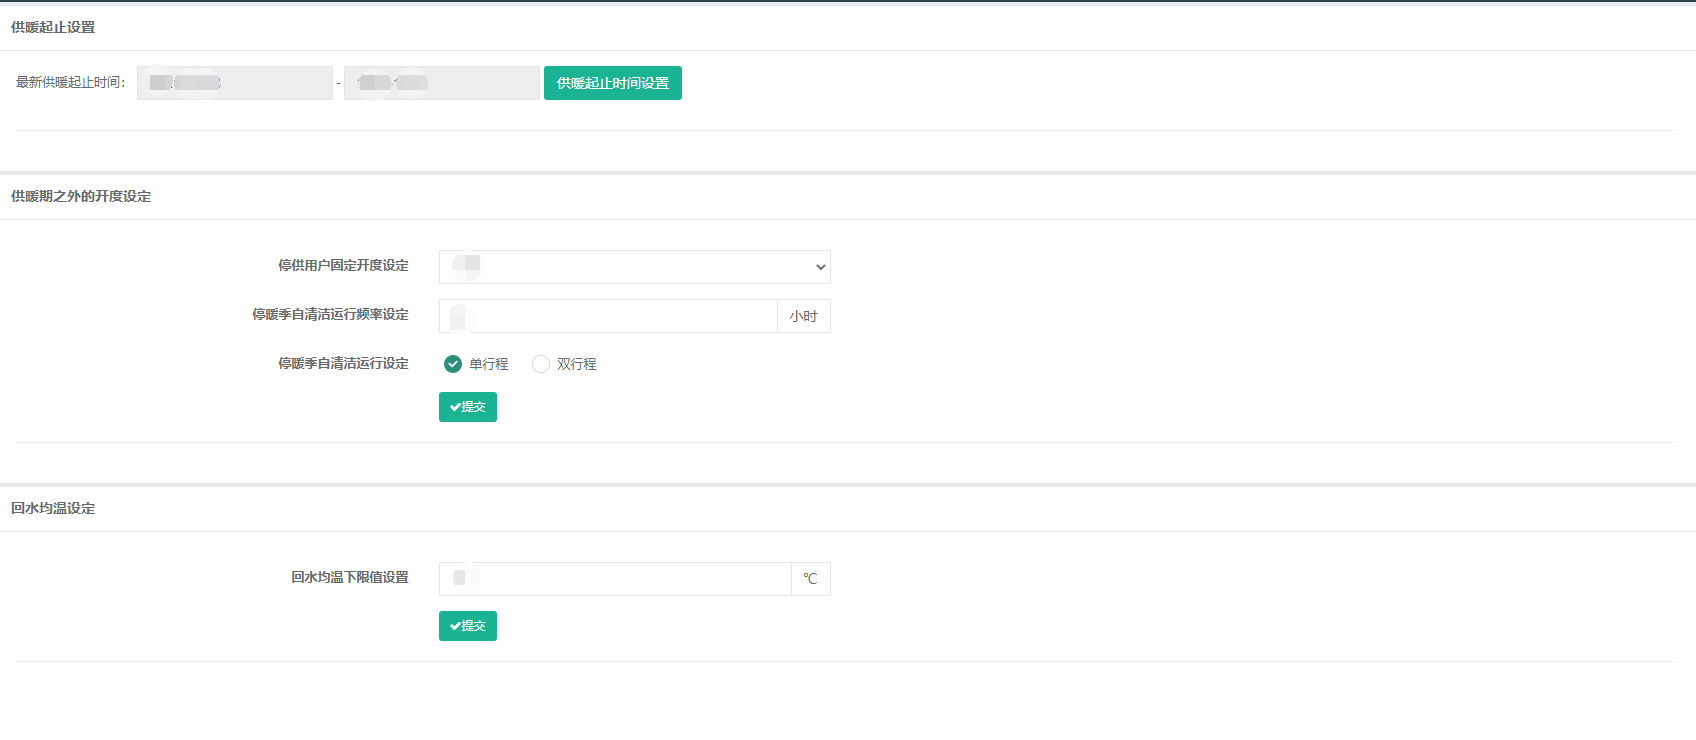 供暖起止设置
最新供暖起止时间： - 供暖起止时间设置
供暖期之外的开度设定
停供用户固定开度设定
停暖季自清洁运行频率设定 小时
停暖季自清洁运行设定 单行程 双行程
提交
回水均温设定
回水均温下限值设置 ℃
提交